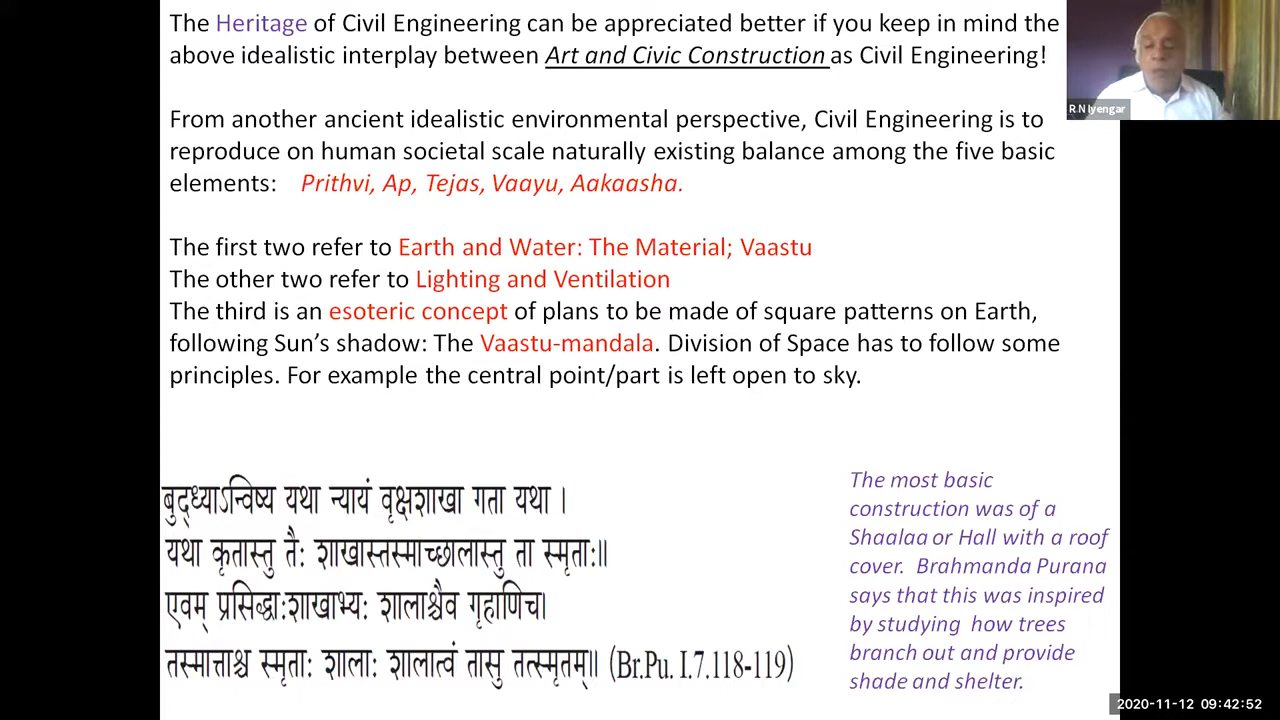 The Heritage of Civil Engineering can be appreciated better if you keep in mind the
above idealistic interplay between Art and Civic Construction as Civil Engineering!
R N Iyengar
From another ancient idealistic environmental perspective, Civil Engineering is to
reproduce on human societal scale naturally existing balance among the five basic
elements: Prithvi, Ap, Tejas, Vaayu, Aakaasha.
The first two refer to Earth and Water: The Material; Vaastu
The other two refer to Lighting and Ventilation
The third is an esoteric concept of plans to be made of square patterns on Earth,
following Sun's shadow: The Vaastu-mandala. Division of Space has to follow some
principles. For example the central point/part is left open to sky.
बुद्ध्याऽन्विष्य यथा न्यायं वृक्षशाखा गता यथा ।
यथा कृतास्तु तैः शाखास्तस्माच्छालास्तु ता स्मृताः॥
एवम् प्रसिद्धाःशाखाभ्यः शालाश्चैव गृहाणिच।
तस्मात्ताश्च स्मृताः शालाः शालात्वं तासु तत्स्मृतम्॥ (Br.Pu. I.7.118-119)
The most basic
construction was of a
Shaalaa or Hall with a roof
cover. Brahmanda Purana
says that this was inspired
by studying how trees
branch out and provide
shade and shelter.
2020-11-12 09:42:52